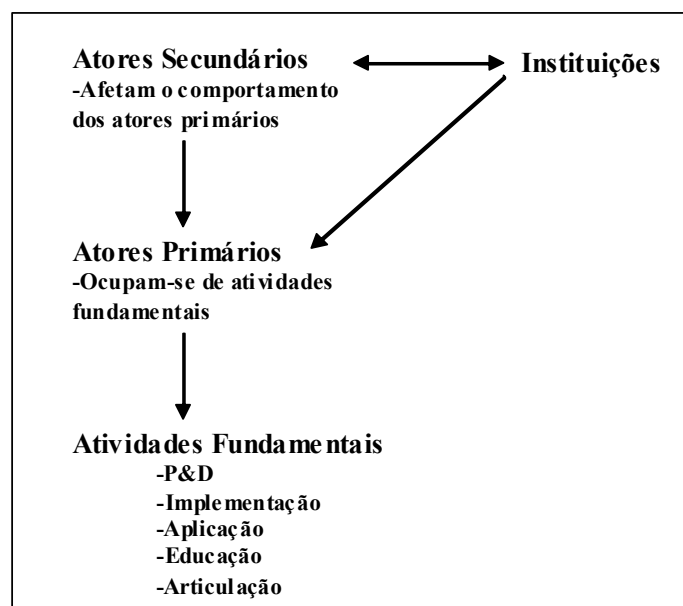 Atores Secundários
Instituições
-Afetam o comportamento
dos atores primários
Atores Primários
-Ocupam-se de atividades
fundamentais
Atividades Fundamentais
-P&D
-Implementação
-Aplicação
-Educação
-Articulação